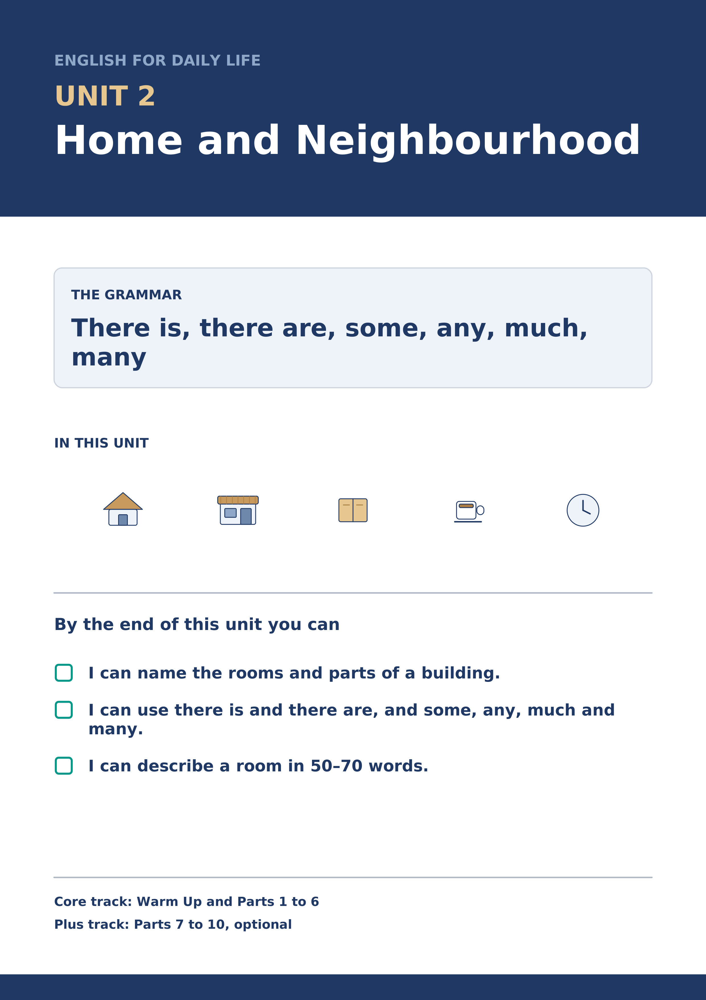 ENGLISH FOR DAILY LIFE
UNIT 2
Home and Neighbourhood
THE GRAMMAR
There is, there are, some, any, much,
many
IN THIS UNIT
By the end of this unit you can
I can name the rooms and parts of a building.
I can use there is and there are, and some, any, much and
many.
I can describe a room in 50–70 words.
Core track: Warm Up and Parts 1 to 6
Plus track: Parts 7 to 10, optional